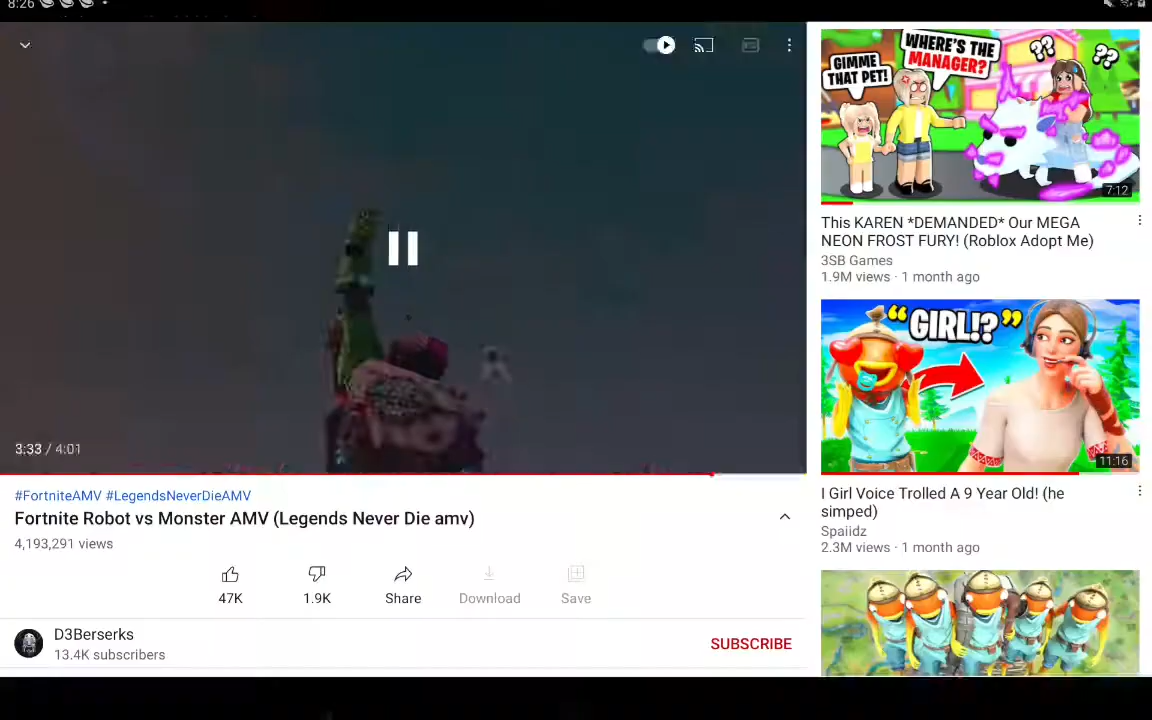 8:26
3:33 / 4:01
#FortniteAMV #LegendsNeverDieAMV
Fortnite Robot vs Monster AMV (Legends Never Die amv)
4,193,291 views
47K
1.9K
Share
Download
Save
D3Berserks
13.4K subscribers
SUBSCRIBE
GIMME
THAT PET!
WHERE'S THE
MANAGER?
??
??
7:12
This KAREN *DEMANDED* Our MEGA
NEON FROST FURY! (Roblox Adopt Me)
3SB Games
1.9M views · 1 month ago
"GIRL!?"
11:16
I Girl Voice Trolled A 9 Year Old! (he
simped)
Spaiidz
2.3M views · 1 month ago